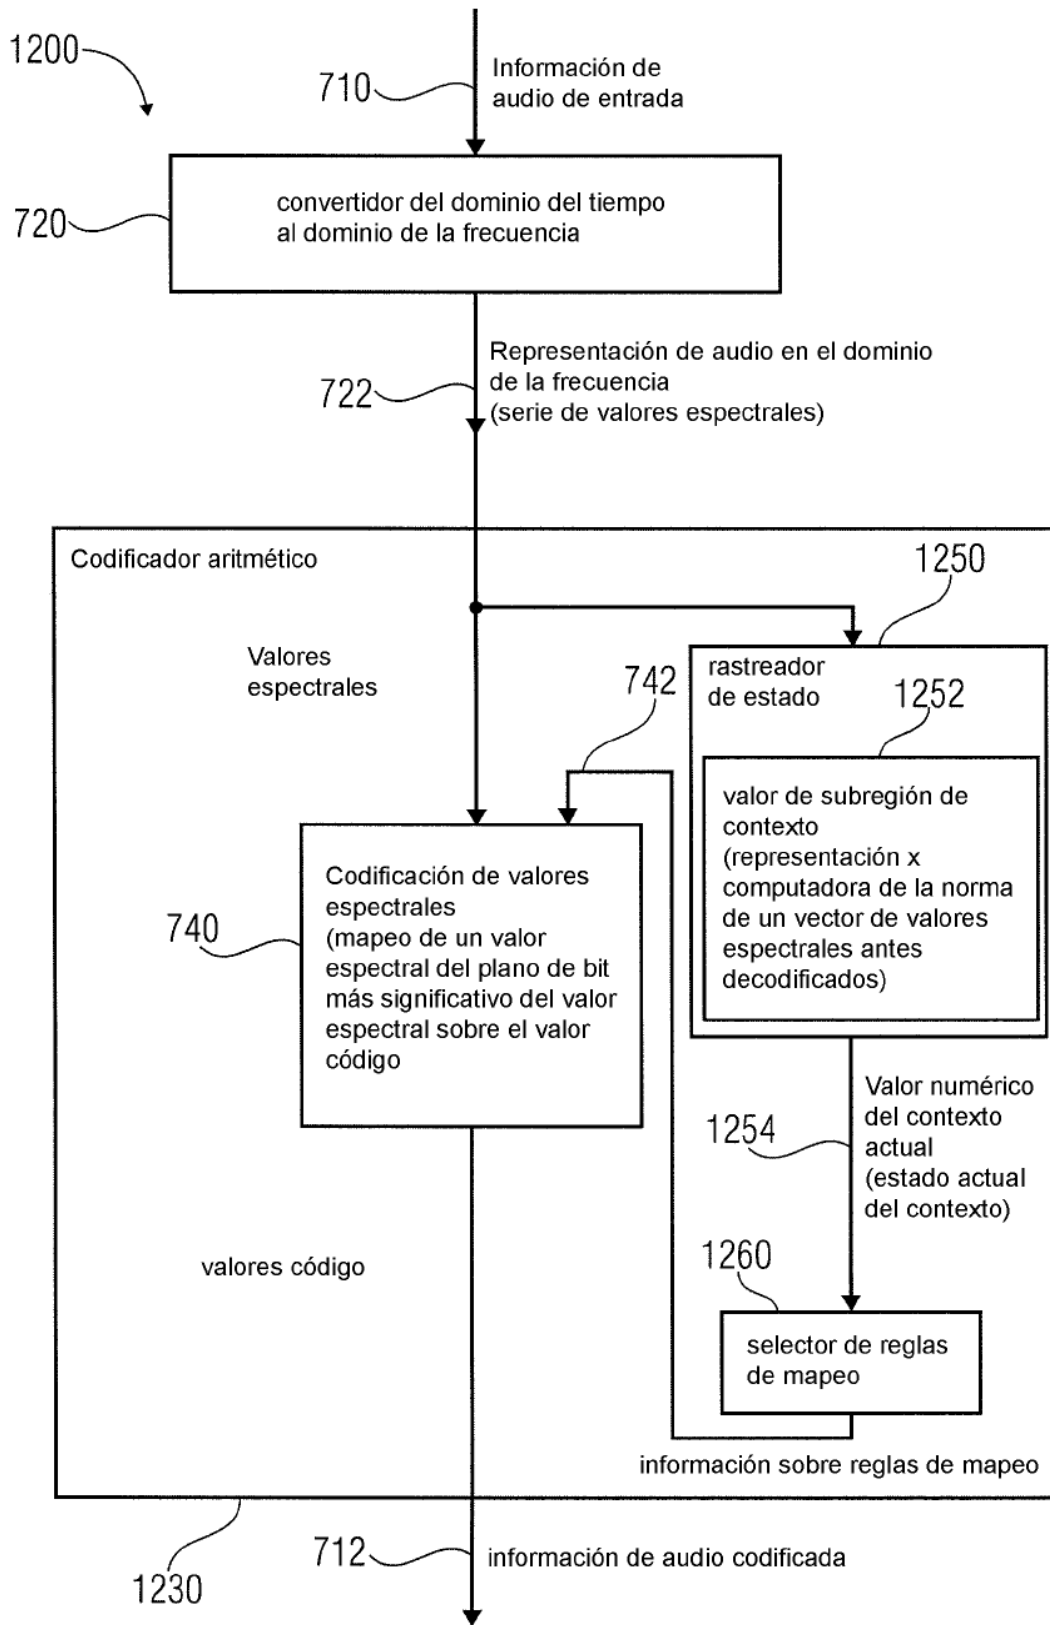 1200
710
Información de
audio de entrada
720
convertidor del dominio del tiempo
al dominio de la frecuencia
722
Representación de audio en el dominio
de la frecuencia
(serie de valores espectrales)
Codificador aritmético
1250
Valores
espectrales
742
rastreador
de estado
1252
valor de subregión de
contexto
(representación x
computadora de la norma
de un vector de valores
espectrales antes
decodificados)
740
Codificación de valores
espectrales
(mapeo de un valor
espectral del plano de bit
más significativo del valor
espectral sobre el valor
código
1254
Valor numérico
del contexto
actual
(estado actual
del contexto)
valores código
1260
selector de reglas
de mapeo
información sobre reglas de mapeo
1230
712
información de audio codificada